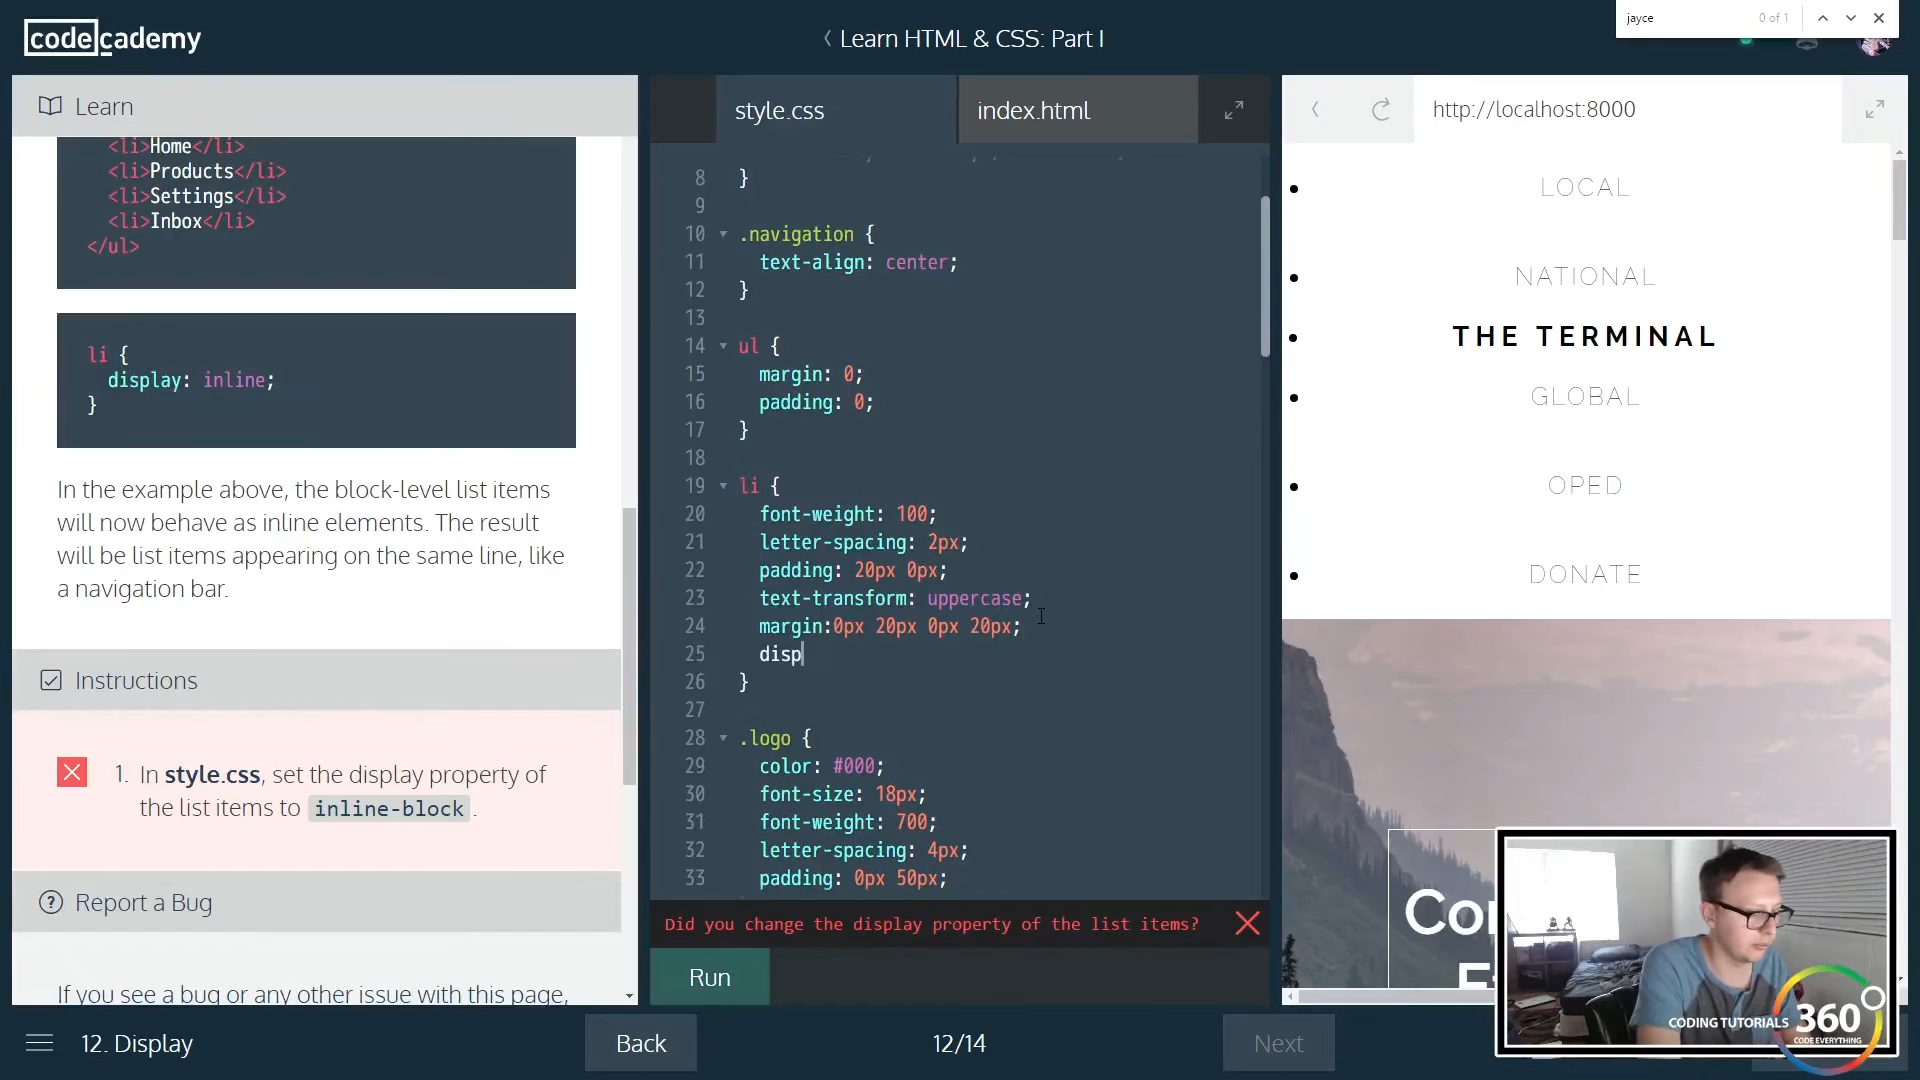 codecademy
Learn HTML & CSS: Part I
jayce
0 of 1
Learn
<li>Home</li>
<li>Products</li>
<li>Settings</li>
<li>Inbox</li>
</ul>
li {
display: inline;
}
In the example above, the block-level list items
will now behave as inline elements. The result
will be list items appearing on the same line, like
a navigation bar.
Instructions
1. In style.css, set the display property of
the list items to inline-block.
Report a Bug
If you see a bug or any other issue with this page,
style.css
index.html
8 }
9
10 .navigation {
11 text-align: center;
12 }
13
14 ul {
15 margin: 0;
16 padding: 0;
17 }
18
19 li {
20 font-weight: 100;
21 letter-spacing: 2px;
22 padding: 20px 0px;
23 text-transform: uppercase;
24 margin:0px 20px 0px 20px;
25 disp
26 }
27
28 .logo {
29 color: #000;
30 font-size: 18px;
31 font-weight: 700;
32 letter-spacing: 4px;
33 padding: 0px 50px;
Did you change the display property of the list items?
Run
http://localhost:8000
LOCAL
NATIONAL
THE TERMINAL
GLOBAL
OPED
DONATE
CODING TUTORIALS 360°
CODE EVERYTHING
12. Display
Back
12/14
Next